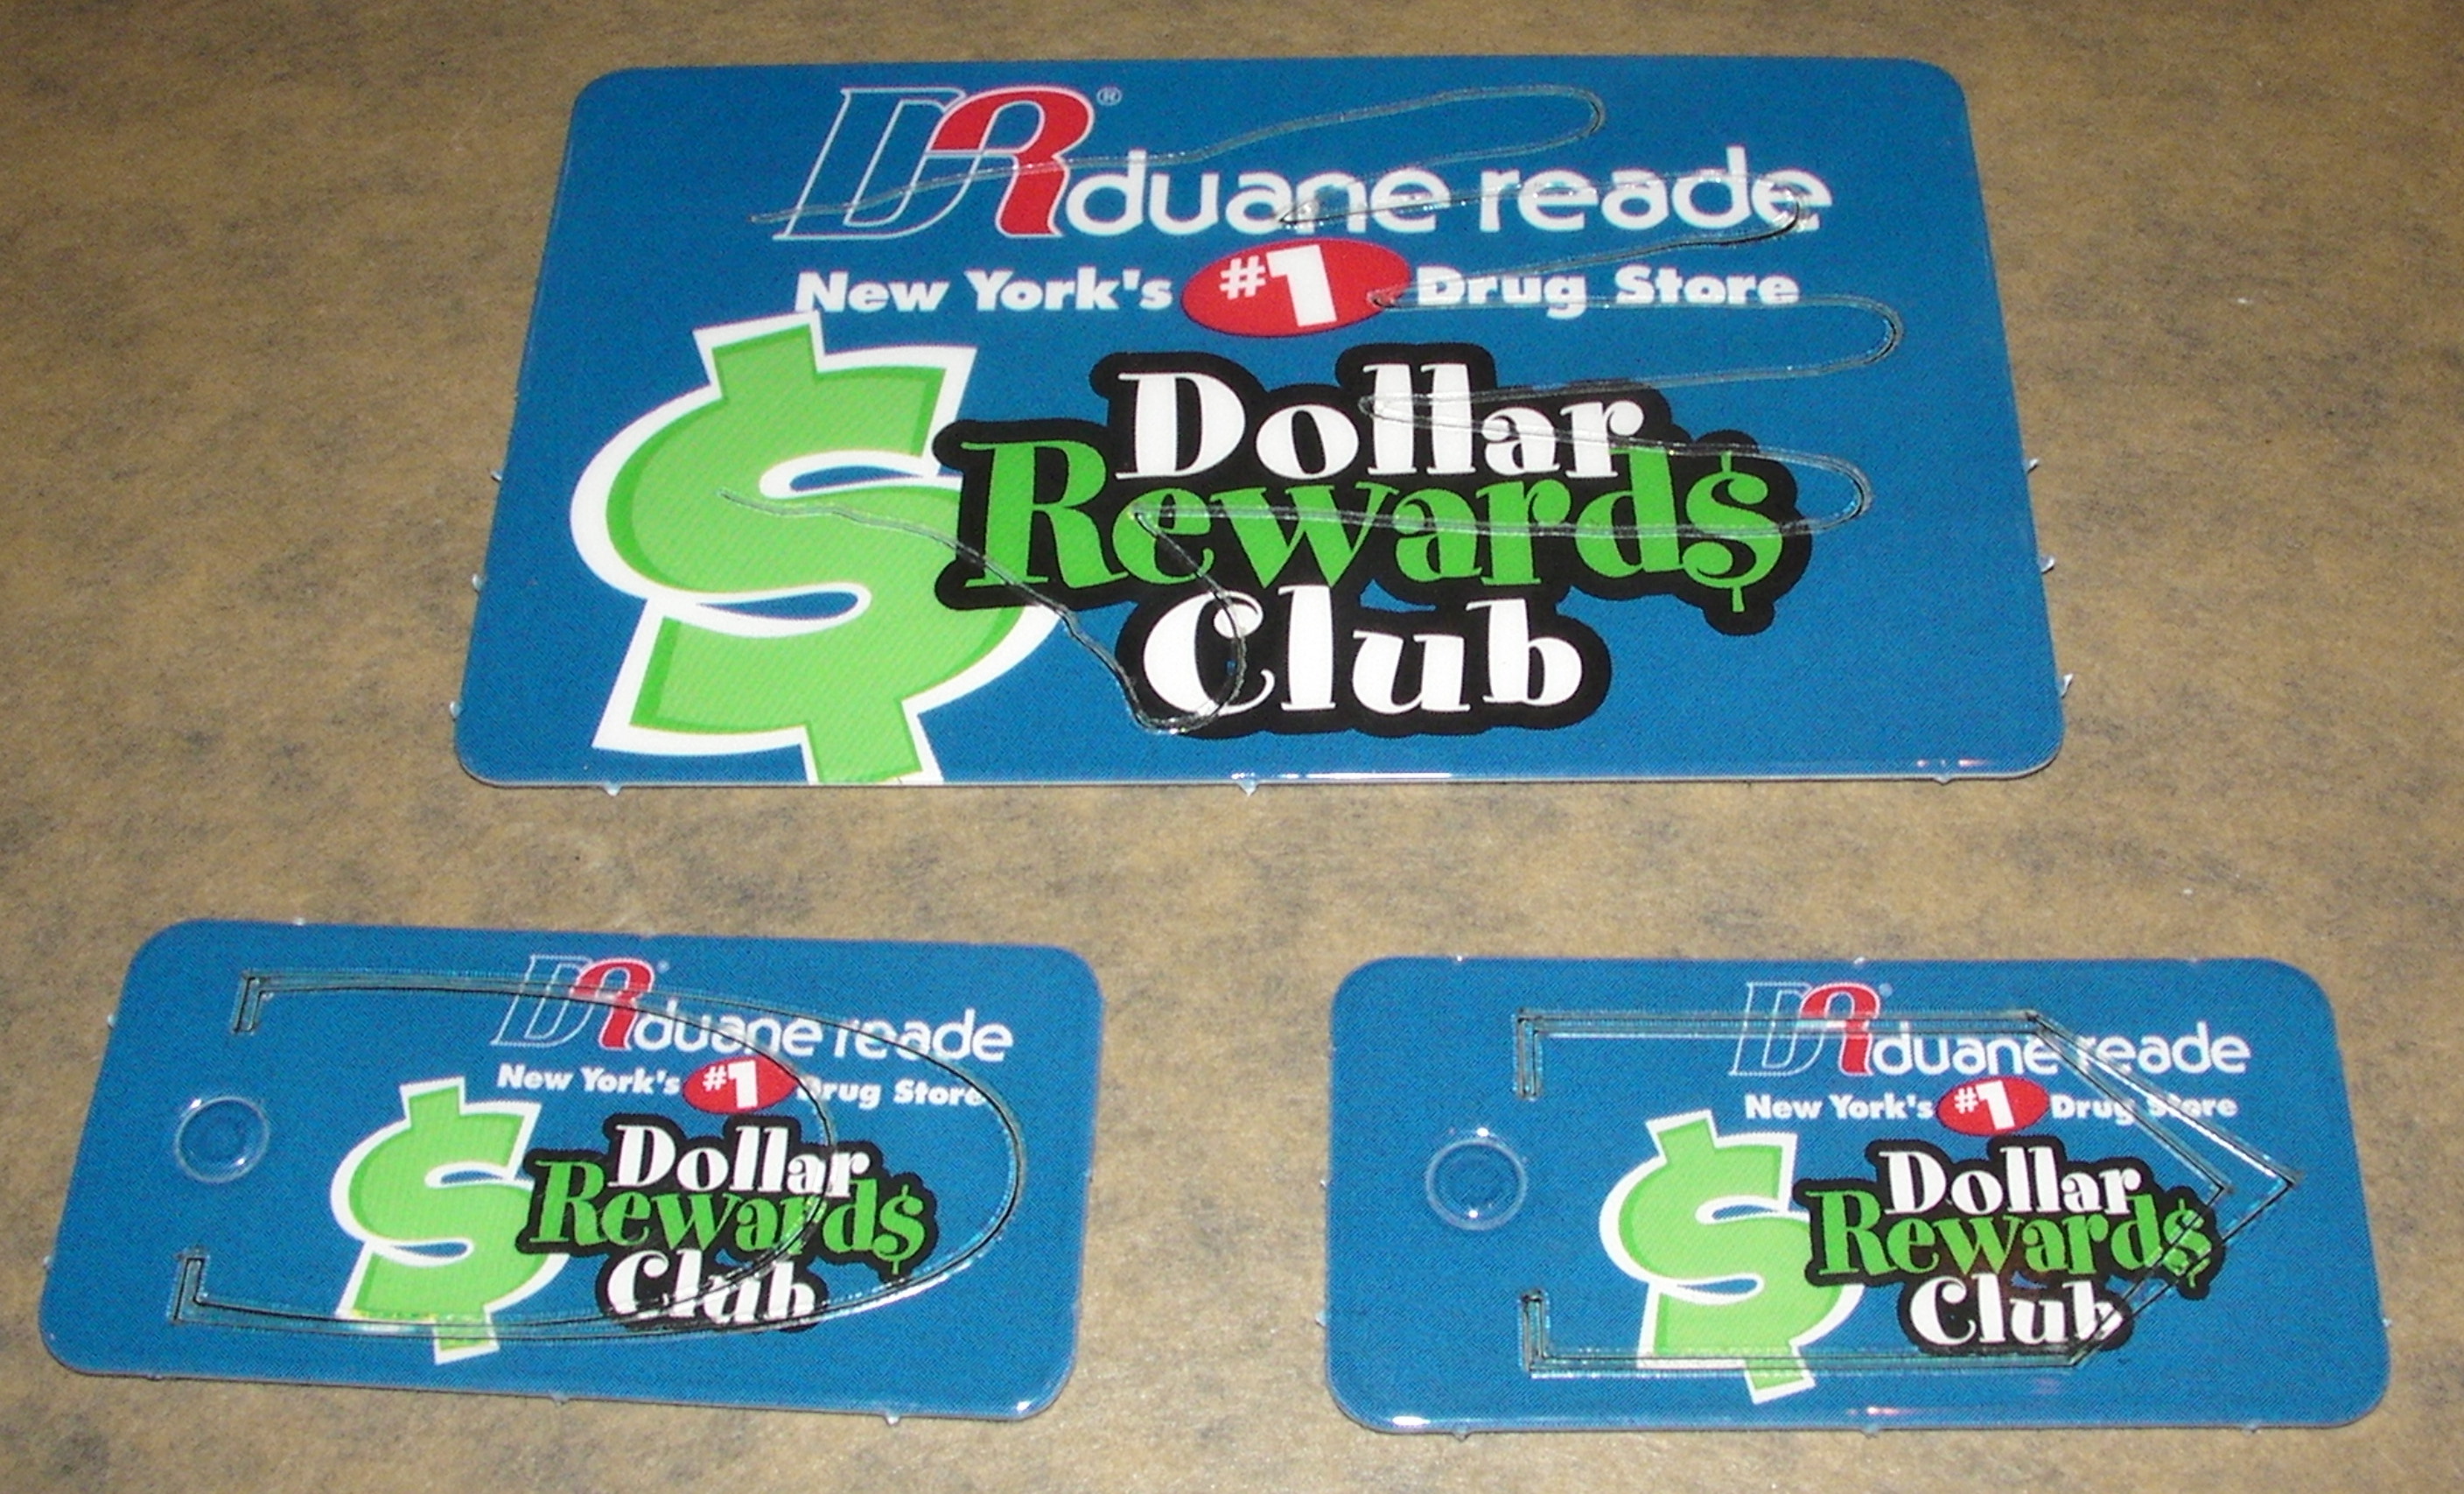 DR® duane reade
New York's #1 Drug Store
$ Dollar
Reward$
Club
DR® duane reade
New York's #1 Drug Store
$ Dollar
Reward$
Club
DR® duane reade
New York's #1 Drug Store
$ Dollar
Reward$
Club